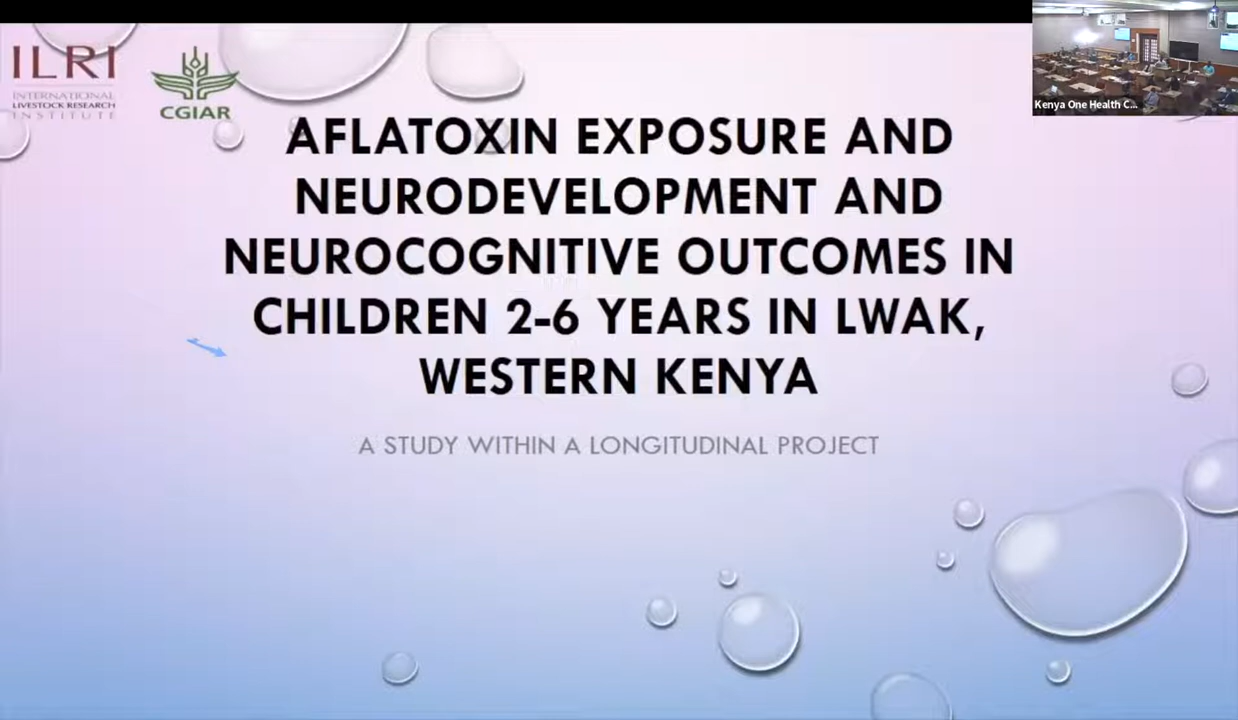 ILRI
INTERNATIONAL
LIVESTOCK RESEARCH
INSTITUTE
CGIAR
Kenya One Health C...
AFLATOXIN EXPOSURE AND
NEURODEVELOPMENT AND
NEUROCOGNITIVE OUTCOMES IN
CHILDREN 2-6 YEARS IN LWAK,
WESTERN KENYA
A STUDY WITHIN A LONGITUDINAL PROJECT